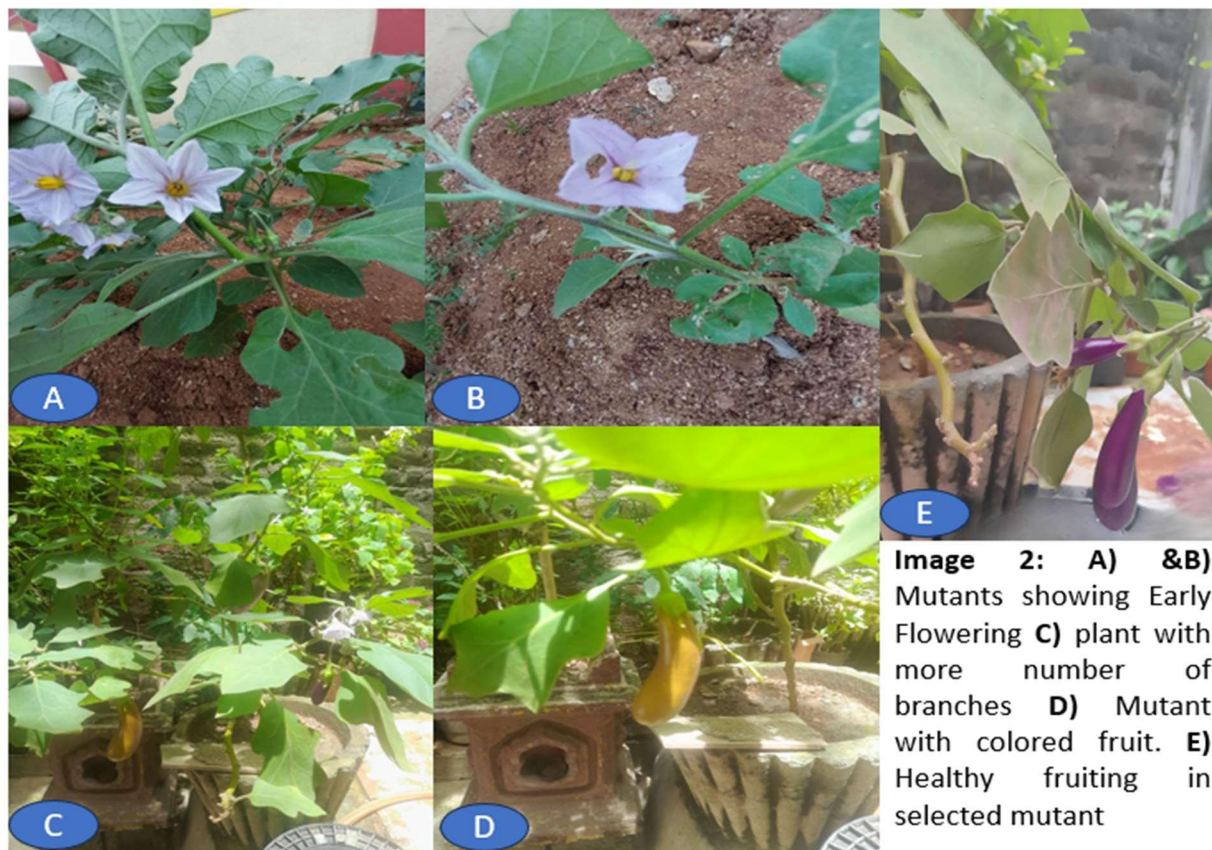 A
B
E
C
D
Image 2: A) &B)
Mutants showing Early
Flowering C) plant with
more number of
branches D) Mutant
with colored fruit. E)
Healthy fruiting in
selected mutant